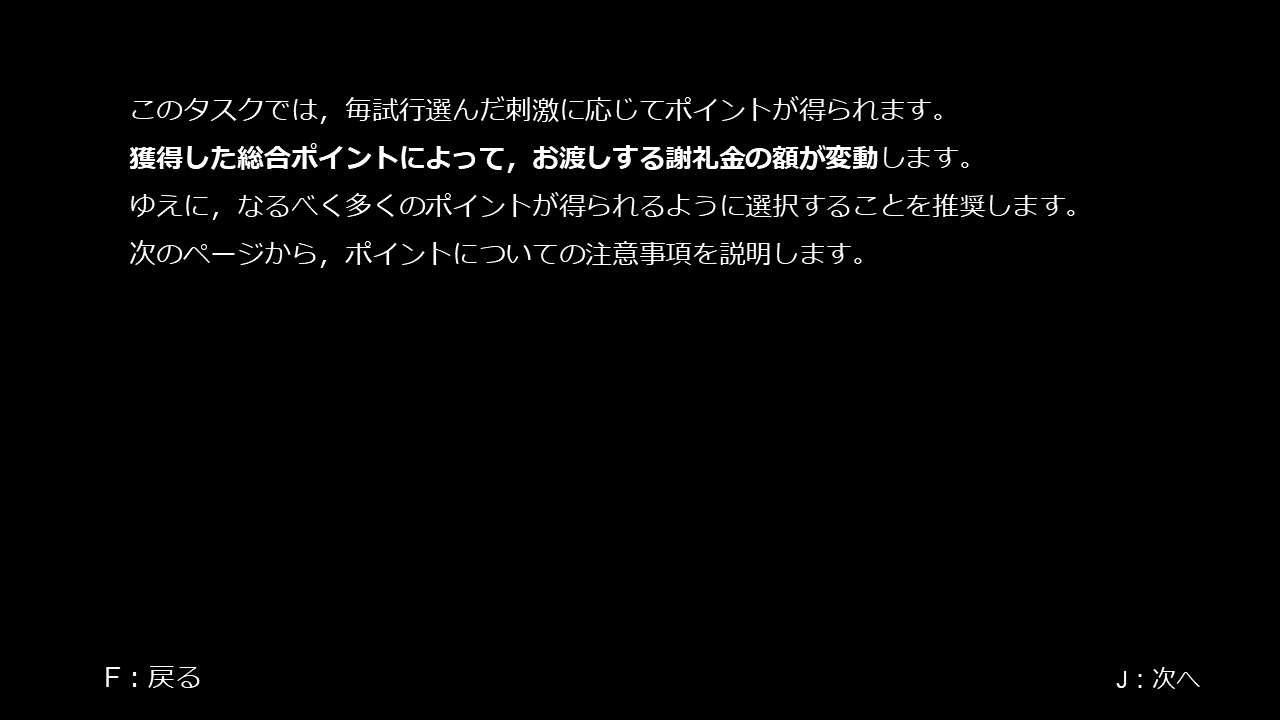 このタスクでは，毎試行選んだ刺激に応じてポイントが得られます。
獲得した総合ポイントによって，お渡しする謝礼金の額が変動します。
ゆえに，なるべく多くのポイントが得られるように選択することを推奨します。
次のページから，ポイントについての注意事項を説明します。
F：戻る
J：次へ